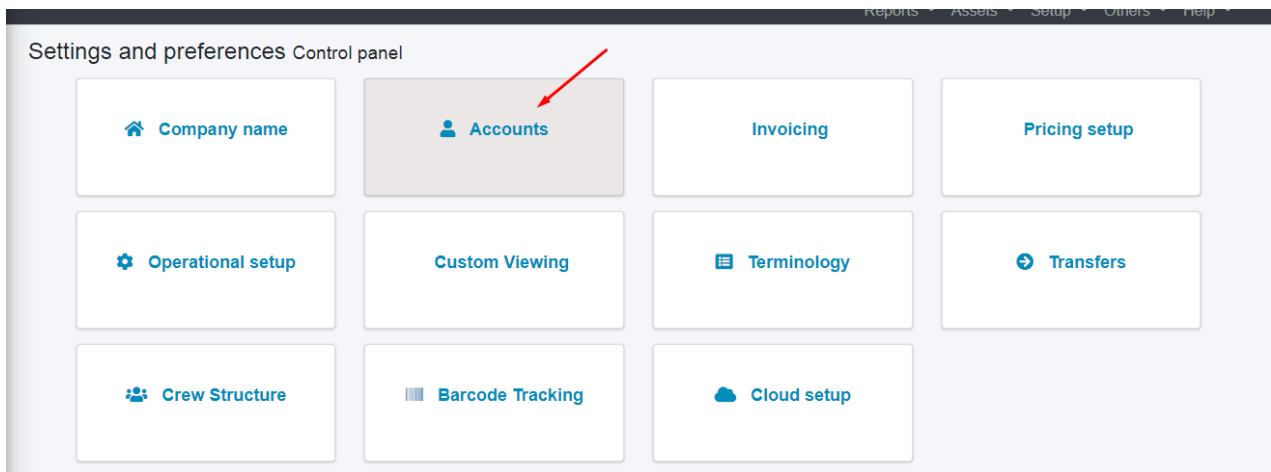 Reports Assets Setup Others Help
Settings and preferences Control panel
Company name
Accounts
Invoicing
Pricing setup
Operational setup
Custom Viewing
Terminology
Transfers
Crew Structure
Barcode Tracking
Cloud setup